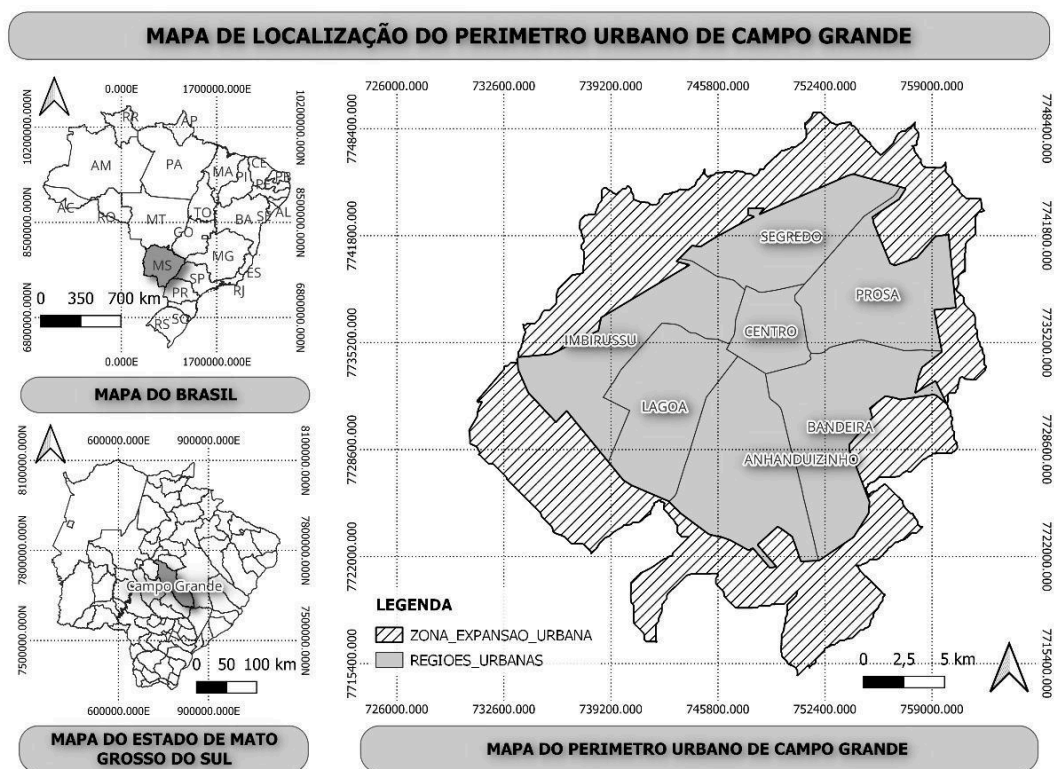 MAPA DE LOCALIZAÇÃO DO PERIMETRO URBANO DE CAMPO GRANDE
0.000E 1700000.000E
10200000.000N 10200000.000N
8500000.000N 8500000.000N
6800000.000N 6800000.000N
RR AP
AM PA MA CE
PI PB
PE
AC RO MT TO BA SE AL
GO
MS MG
SP ES
PR RJ
RS SC
0 350 700 km
0.000E 1700000.000E
MAPA DO BRASIL
600000.000E 900000.000E
8100000.000N 8100000.000N
7800000.000N 7800000.000N
7500000.000N 7500000.000N
Campo Grande
0 50 100 km
600000.000E 900000.000E
MAPA DO ESTADO DE MATO
GROSSO DO SUL
726000.000 732600.000 739200.000 745800.000 752400.000 759000.000
7748400.000 7748400.000
7741800.000 7741800.000
7735200.000 7735200.000
7728600.000 7728600.000
7722000.000 7722000.000
7715400.000 7715400.000
SEGREDO
PROSA
CENTRO
IMBIRUSSU
LAGOA
BANDEIRA
ANHANDUIZINHO
LEGENDA
ZONA_EXPANSAO_URBANA
REGIOES_URBANAS
0 2,5 5 km
726000.000 732600.000 739200.000 745800.000 752400.000 759000.000
MAPA DO PERIMETRO URBANO DE CAMPO GRANDE